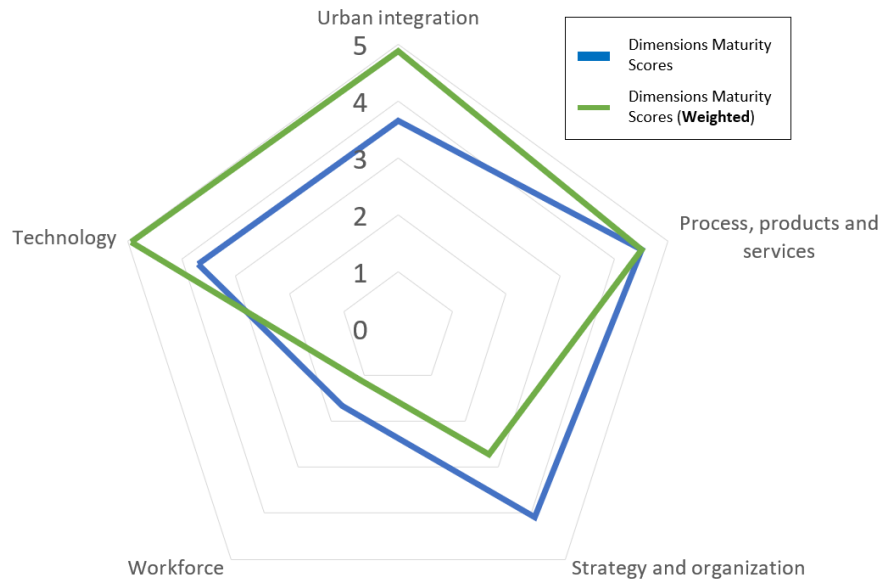 Urban integration
5
4
3
2
1
0
Dimensions Maturity
Scores
Dimensions Maturity
Scores (Weighted)
Process, products and
services
Technology
Workforce
Strategy and organization